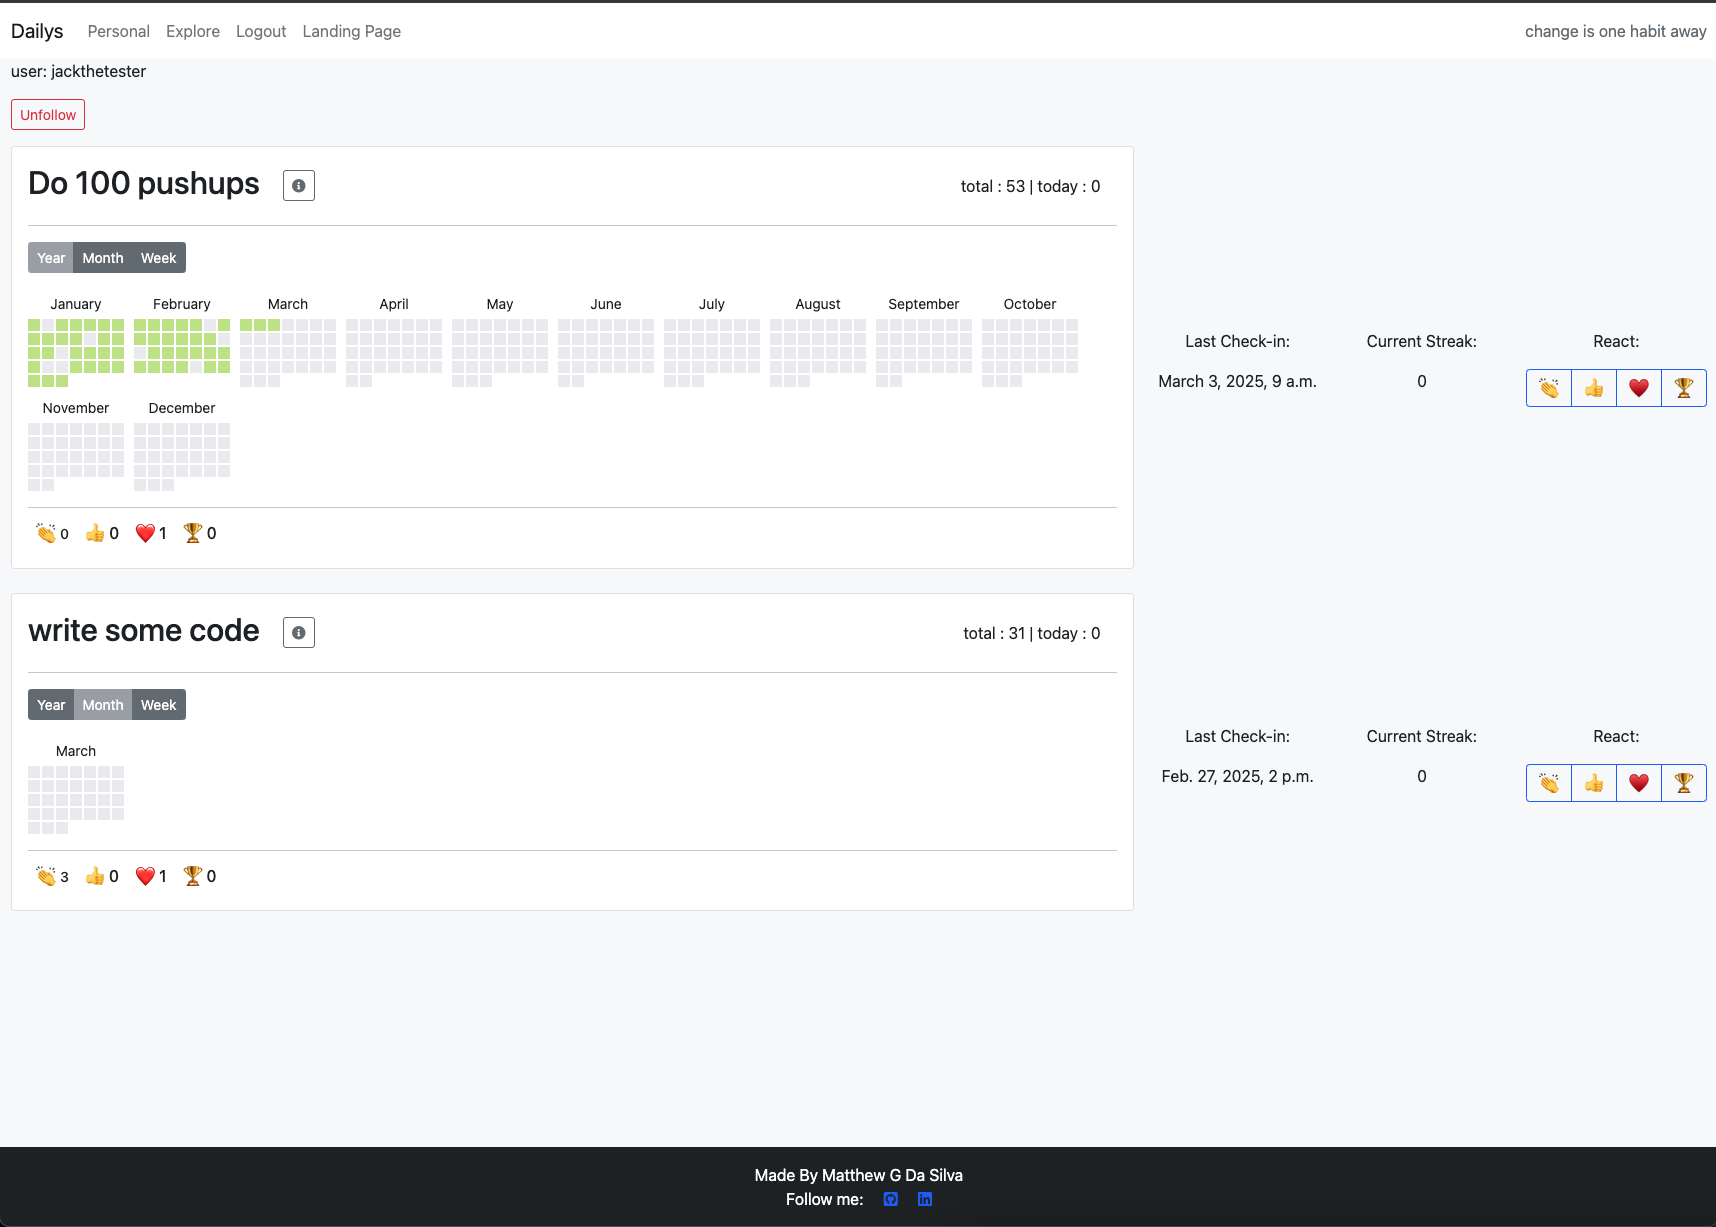 Dailys Personal Explore Logout Landing Page change is one habit away
user: jackthetester
Unfollow
Do 100 pushups total : 53 | today : 0
Year Month Week
January February March April May June July August September October
November December
0 0 1 0
Last Check-in: Current Streak: React:
March 3, 2025, 9 a.m. 0
write some code total : 31 | today : 0
Year Month Week
March
3 0 1 0
Last Check-in: Current Streak: React:
Feb. 27, 2025, 2 p.m. 0
Made By Matthew G Da Silva
Follow me: